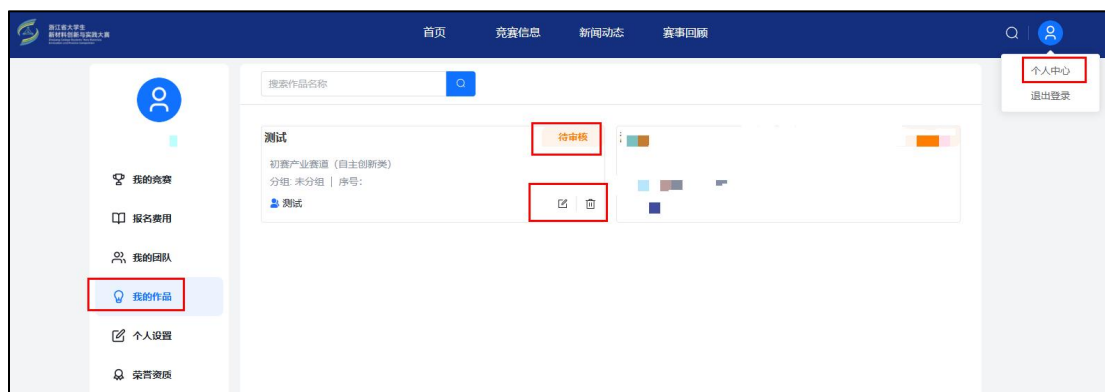 浙江省大学生
新材料创新与实践大赛
首页 竞赛信息 新闻动态 赛事回顾
个人中心
退出登录
搜索作品名称
测试 待审核
初赛产业赛道（自主创新类）
分组: 未分组 | 序号:
测试
我的竞赛
报名费用
我的团队
我的作品
个人设置
荣誉资质